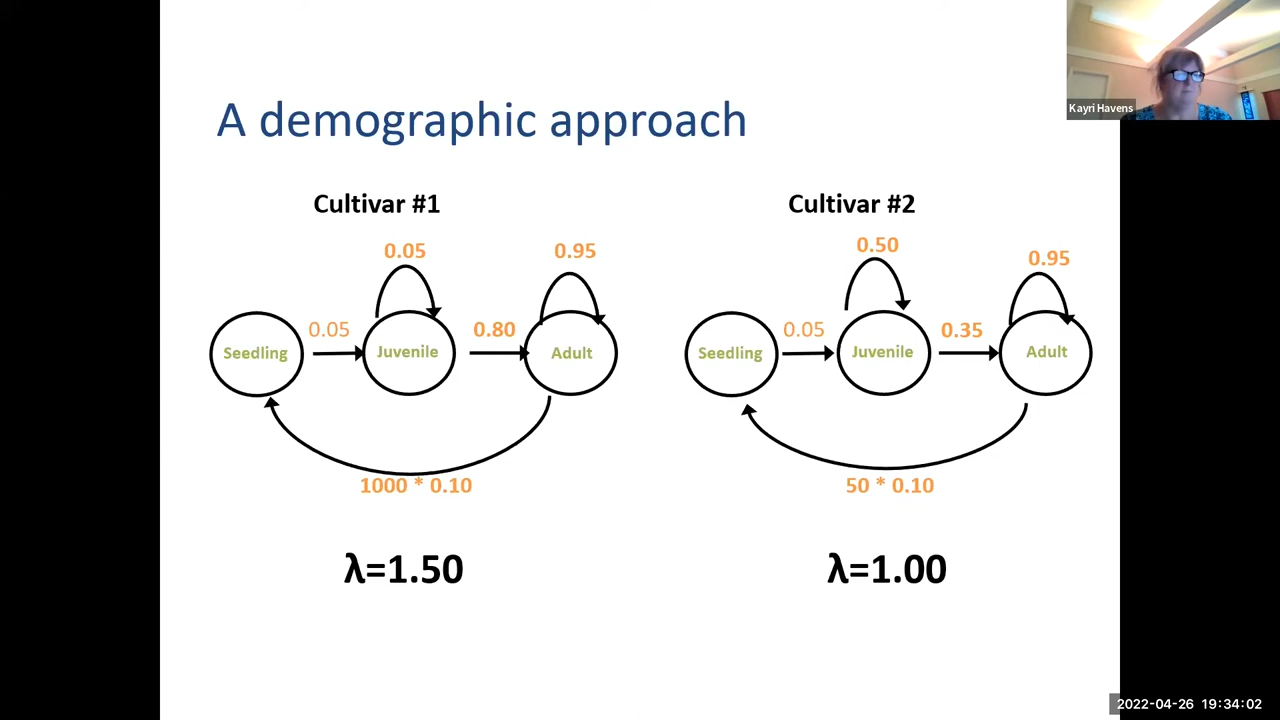 Kayri Havens
A demographic approach
Cultivar #1
0.05
0.95
Seedling
0.05
Juvenile
0.80
Adult
1000 * 0.10
λ=1.50
Cultivar #2
0.50
0.95
Seedling
0.05
Juvenile
0.35
Adult
50 * 0.10
λ=1.00
2022-04-26 19:34:02